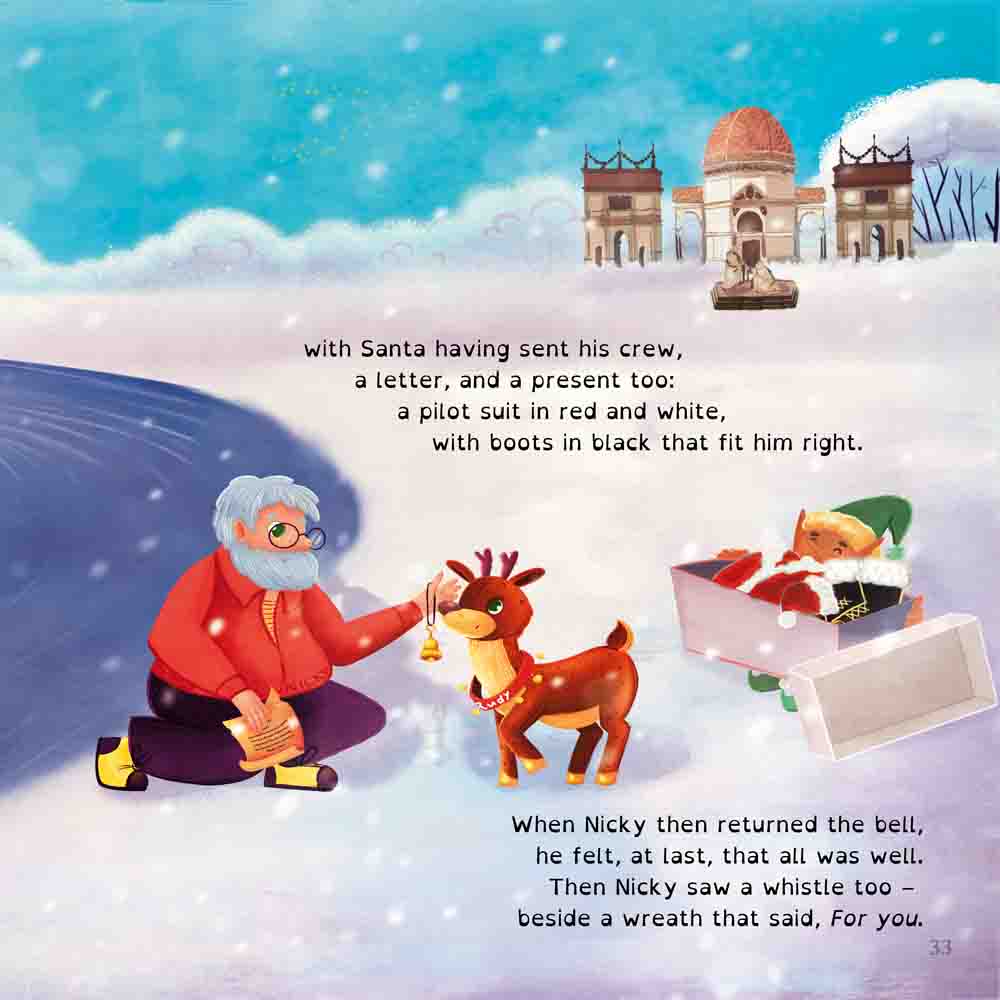 with Santa having sent his crew,
a letter, and a present too:
a pilot suit in red and white,
with boots in black that fit him right.
Rudy
When Nicky then returned the bell,
he felt, at last, that all was well.
Then Nicky saw a whistle too –
beside a wreath that said, For you.
33